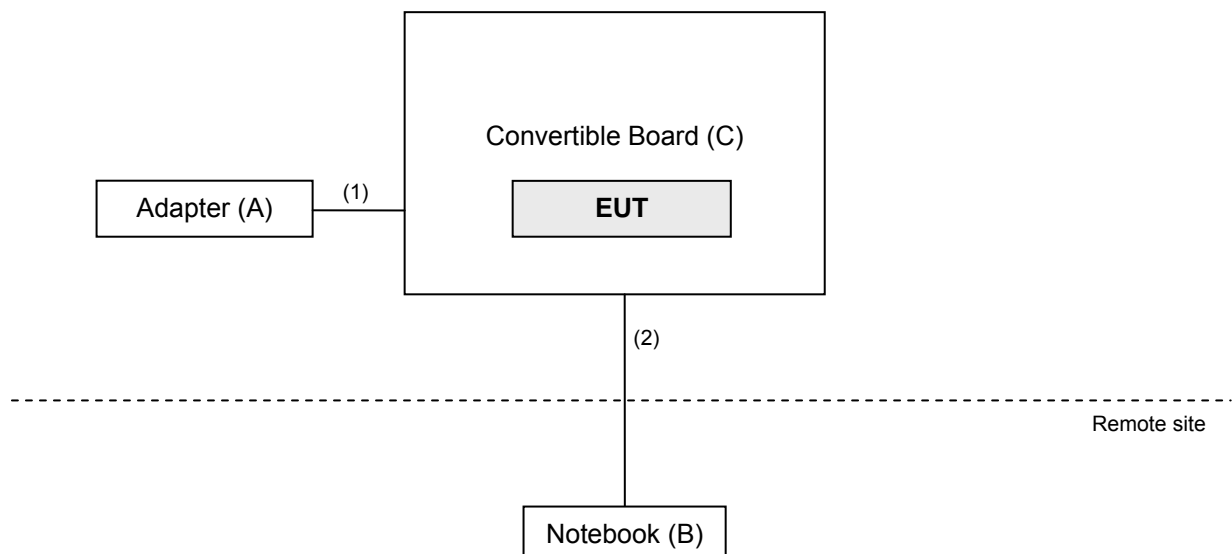 Convertible Board (C)
Adapter (A)
(1)
EUT
(2)
Remote site
Notebook (B)